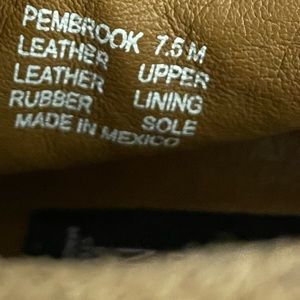 PEMBROOK 7.5 M
LEATHER
LEATHER UPPER
RUBBER LINING
MADE IN MEXICO SOLE